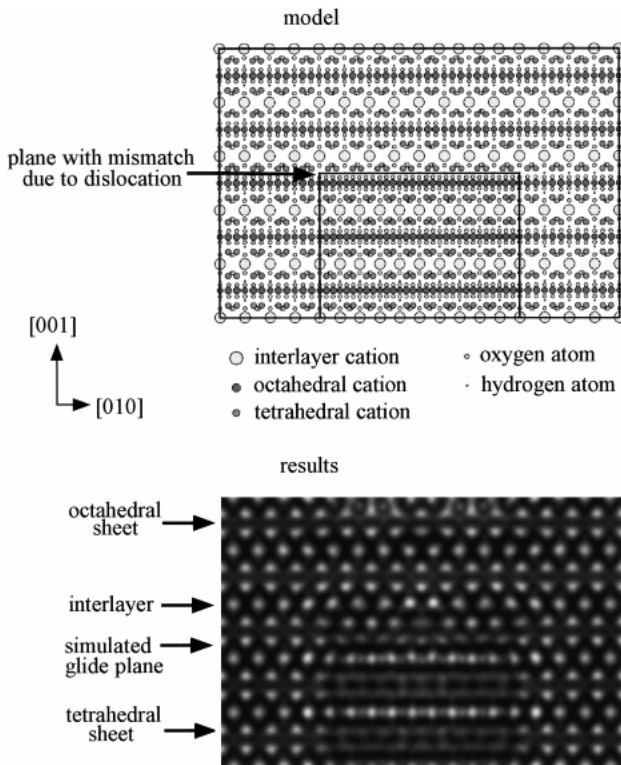 model
plane with mismatch
due to dislocation
[001]
[010]
interlayer cation
oxygen atom
octahedral cation
hydrogen atom
tetrahedral cation
results
octahedral
sheet
interlayer
simulated
glide plane
tetrahedral
sheet